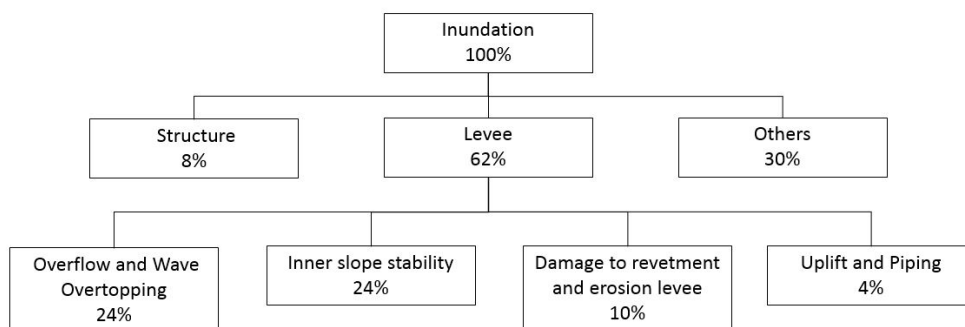 Inundation
100%
Structure
8%
Levee
62%
Others
30%
Overflow and Wave
Overtopping
24%
Inner slope stability
24%
Damage to revetment
and erosion levee
10%
Uplift and Piping
4%